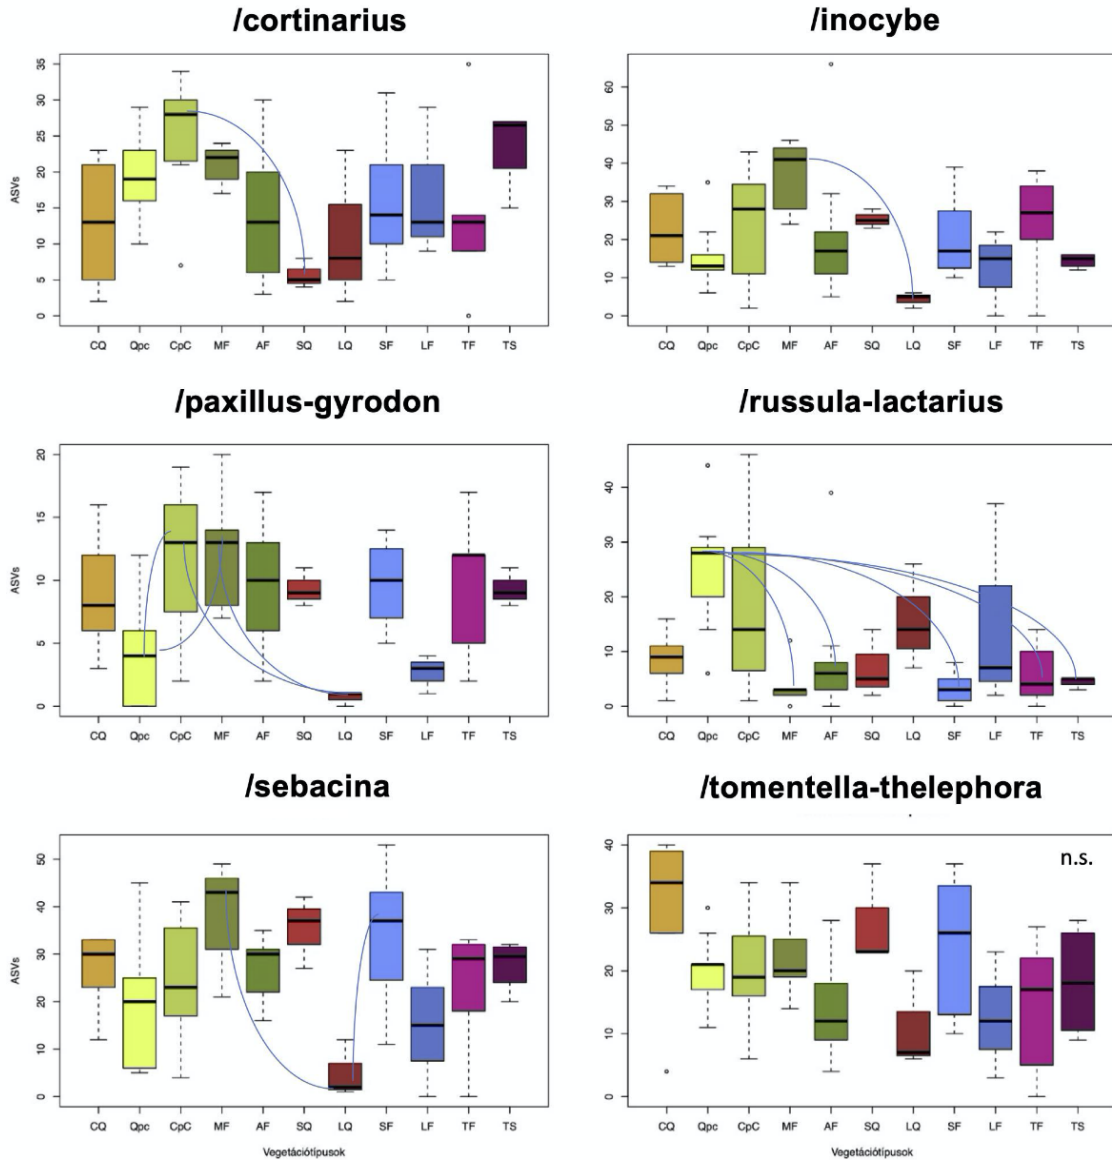 /cortinarius
/inocybe
ASVs
0 5 10 15 20 25 30 35
CQ Qpc CpC MF AF SQ LQ SF LF TF TS
0 10 20 30 40 50 60
CQ Qpc CpC MF AF SQ LQ SF LF TF TS
/paxillus-gyrodon
/russula-lactarius
ASVs
0 5 10 15 20
CQ Qpc CpC MF AF SQ LQ SF LF TF TS
0 10 20 30 40
CQ Qpc CpC MF AF SQ LQ SF LF TF TS
/sebacina
/tomentella-thelephora
ASVs
0 10 20 30 40 50
CQ Qpc CpC MF AF SQ LQ SF LF TF TS
Vegetációtípusok
n.s.
0 10 20 30 40
CQ Qpc CpC MF AF SQ LQ SF LF TF TS
Vegetációtípusok